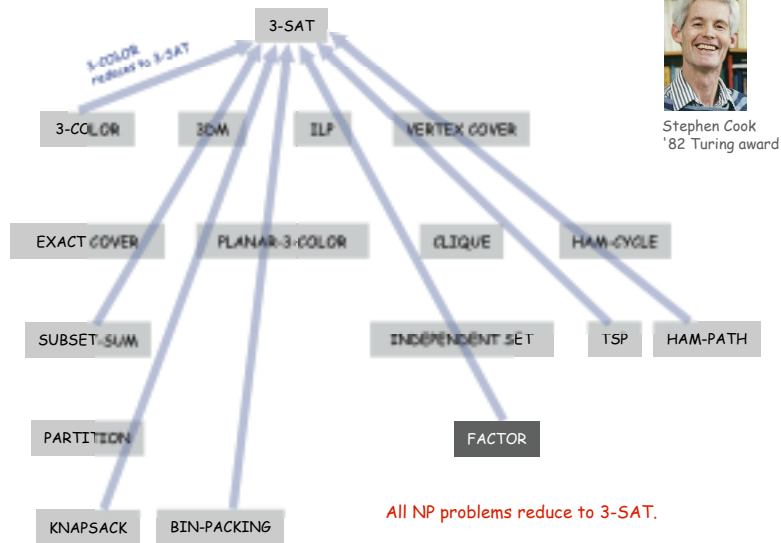 3-SAT
3-COLOR
reduces to 3-SAT
Stephen Cook
'82 Turing award
3-COLOR
3DM
ILP
VERTEX COVER
EXACT COVER
PLANAR-3-COLOR
CLIQUE
HAM-CYCLE
SUBSET-SUM
INDEPENDENT SET
TSP
HAM-PATH
PARTITION
FACTOR
KNAPSACK
BIN-PACKING
All NP problems reduce to 3-SAT.